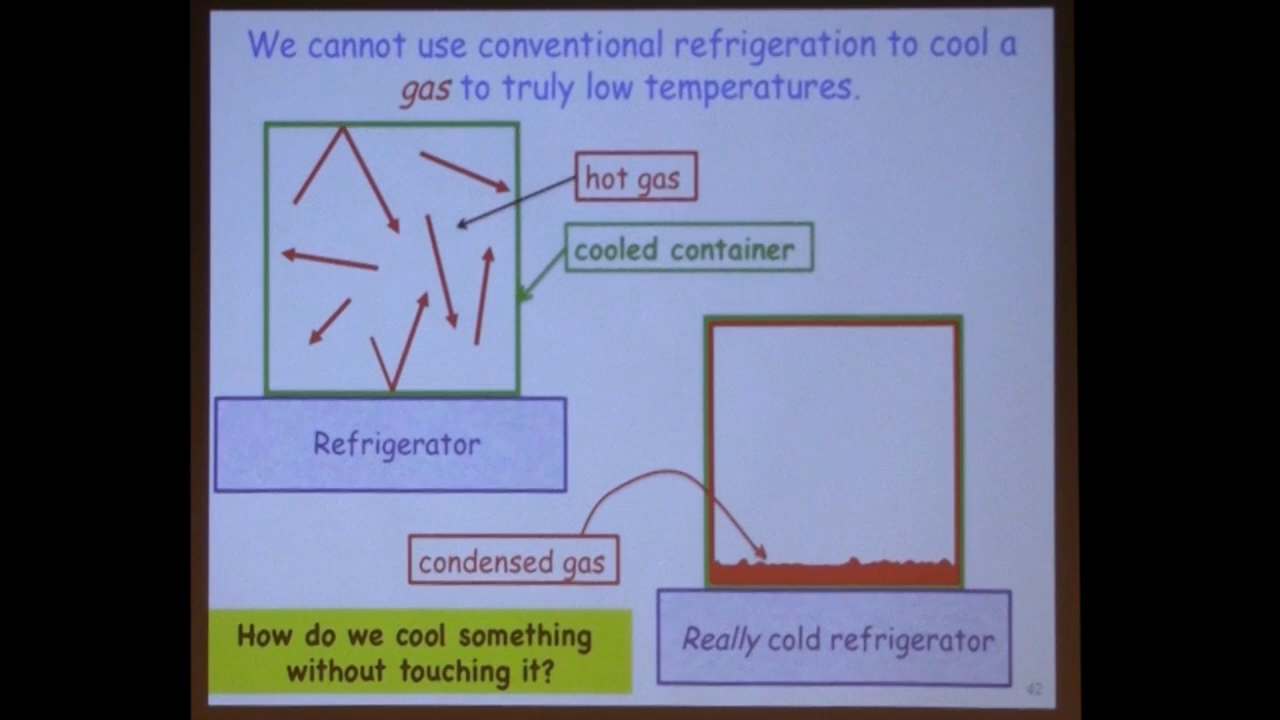 We cannot use conventional refrigeration to cool a
gas to truly low temperatures.
hot gas
cooled container
Refrigerator
condensed gas
Really cold refrigerator
How do we cool something
without touching it?
42